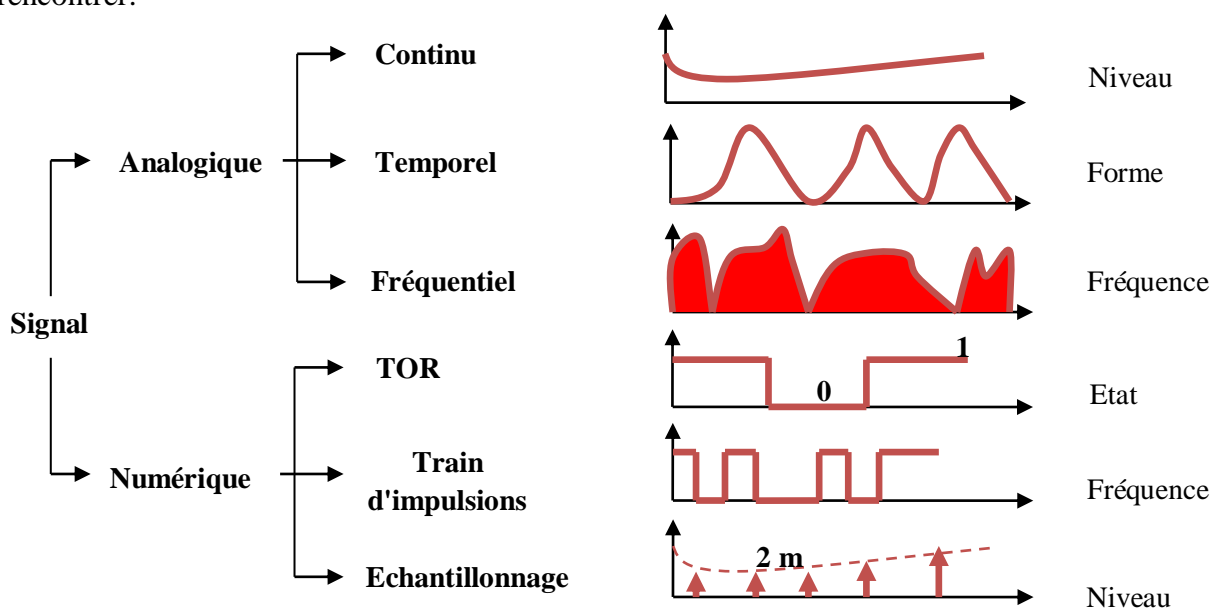 rencontrer.
Continu
Niveau
Analogique
Temporel
Forme
Fréquentiel
Fréquence
Signal
TOR
1
0
Etat
Numérique
Train
d'impulsions
Fréquence
Echantillonnage
2 m
Niveau